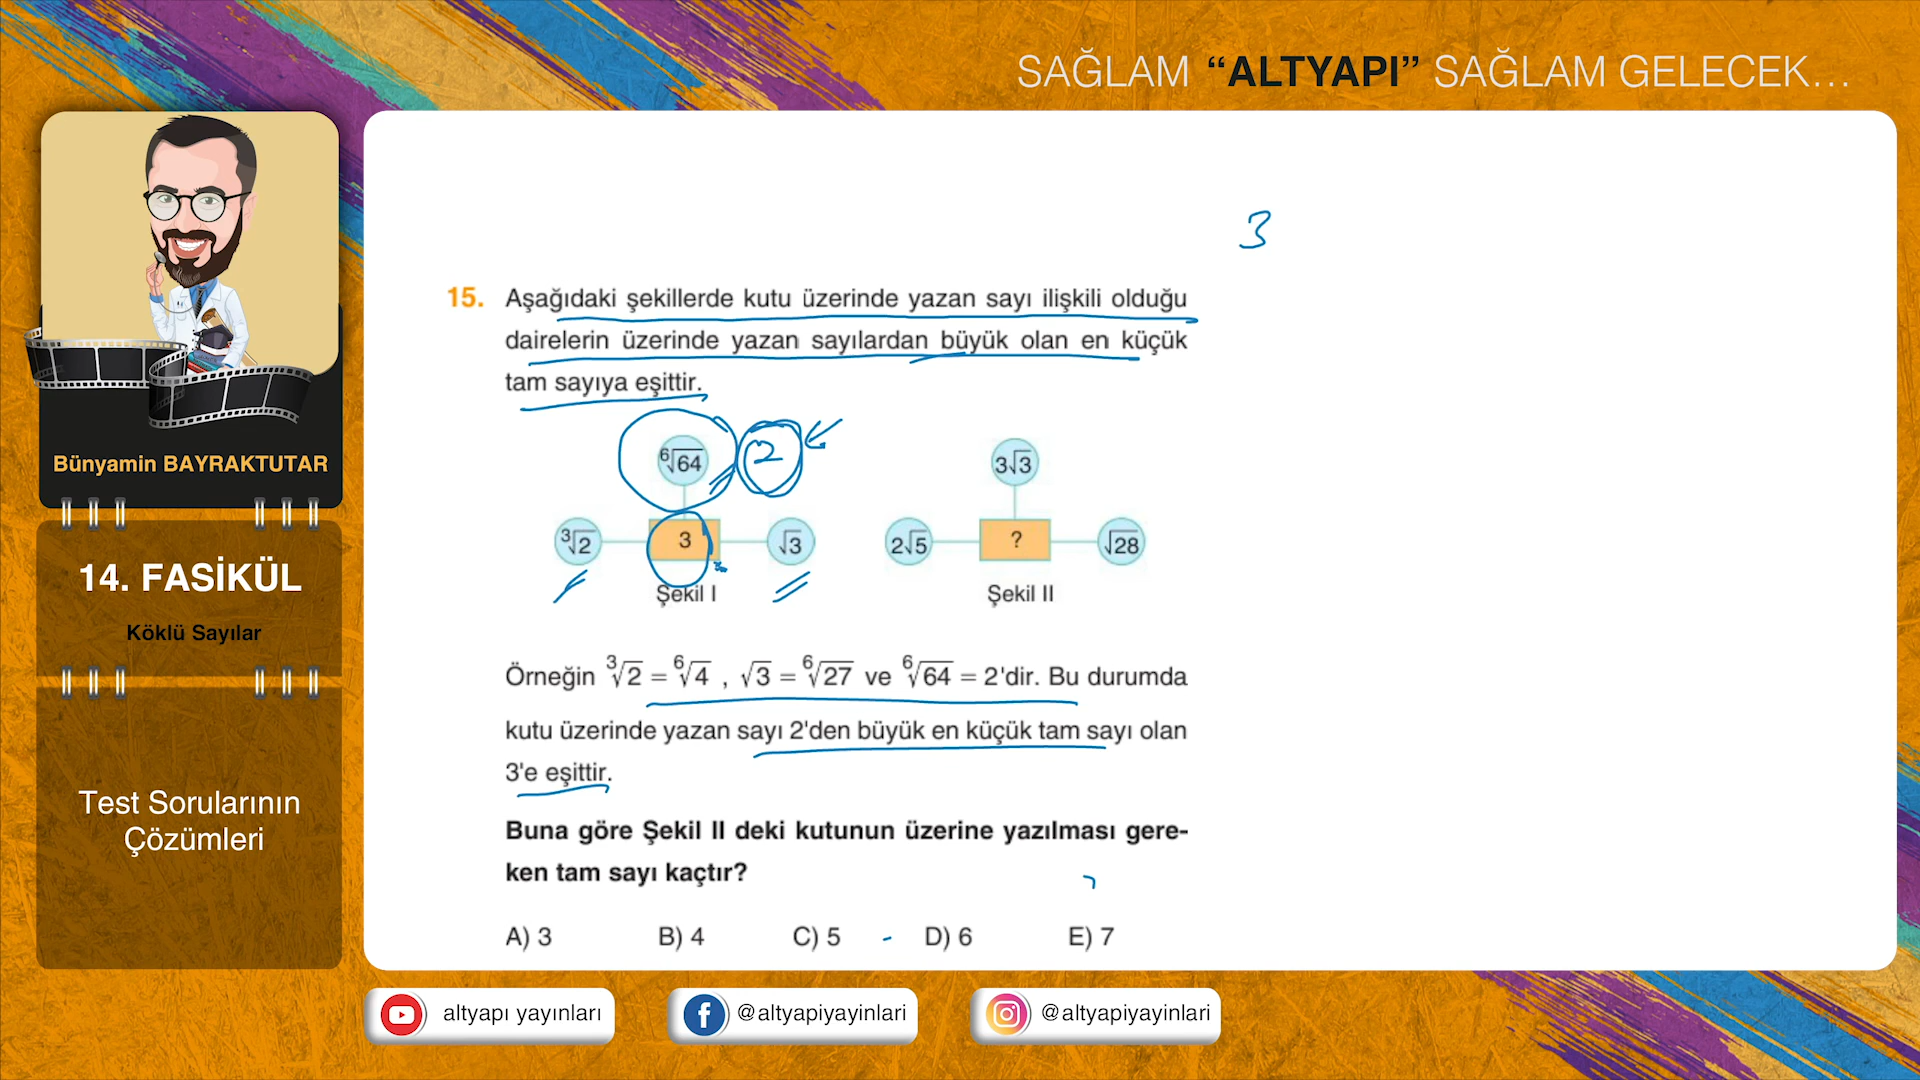 SAĞLAM “ALTYAPI” SAĞLAM GELECEK...
Bünyamin BAYRAKTUTAR
14. FASİKÜL
Köklü Sayılar
Test Sorularının
Çözümleri
3
15. Aşağıdaki şekillerde kutu üzerinde yazan sayı ilişkili olduğu
dairelerin üzerinde yazan sayılardan büyük olan en küçük
tam sayıya eşittir.
⁶√64 2
³√2 3 √3
Şekil I
3√3
2√5 ? √28
Şekil II
Örneğin ³√2 = ⁶√4 , √3 = ⁶√27 ve ⁶√64 = 2'dir. Bu durumda
kutu üzerinde yazan sayı 2'den büyük en küçük tam sayı olan
3'e eşittir.
Buna göre Şekil II deki kutunun üzerine yazılması gere-
ken tam sayı kaçtır?
A) 3 B) 4 C) 5 D) 6 E) 7
altyapı yayınları
@altyapiyayinlari
@altyapiyayinlari